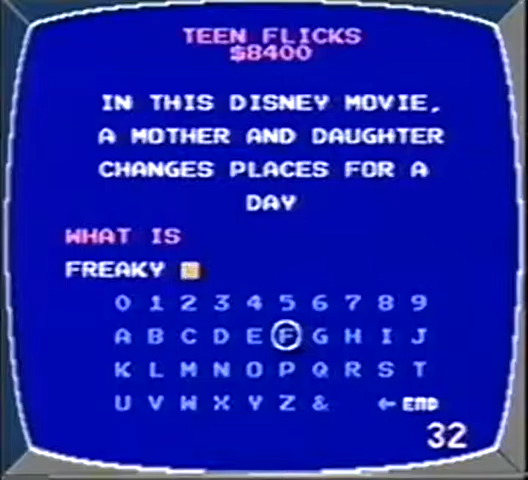 TEEN FLICKS
$8400
IN THIS DISNEY MOVIE,
A MOTHER AND DAUGHTER
CHANGES PLACES FOR A
DAY
WHAT IS
FREAKY
0 1 2 3 4 5 6 7 8 9
A B C D E F G H I J
K L M N O P Q R S T
U V W X Y Z & ← END
32